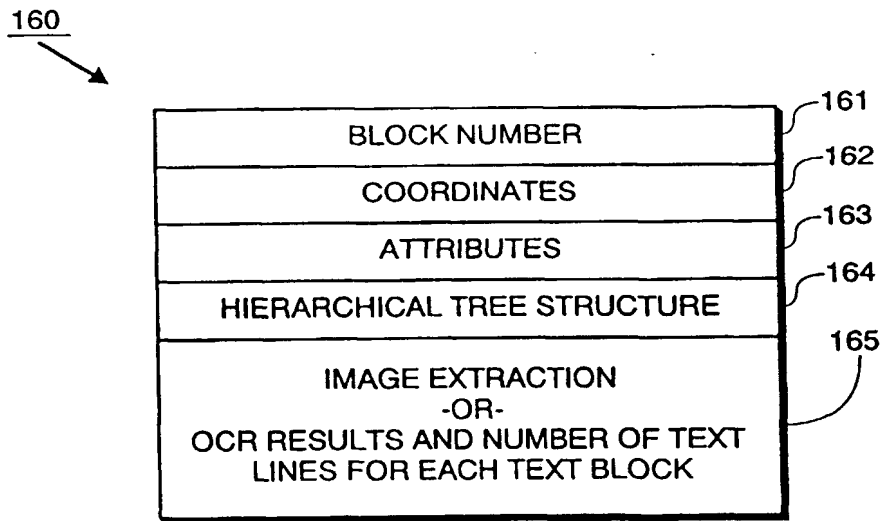 160
161
BLOCK NUMBER
162
COORDINATES
163
ATTRIBUTES
164
HIERARCHICAL TREE STRUCTURE
165
IMAGE EXTRACTION
-OR-
OCR RESULTS AND NUMBER OF TEXT
LINES FOR EACH TEXT BLOCK